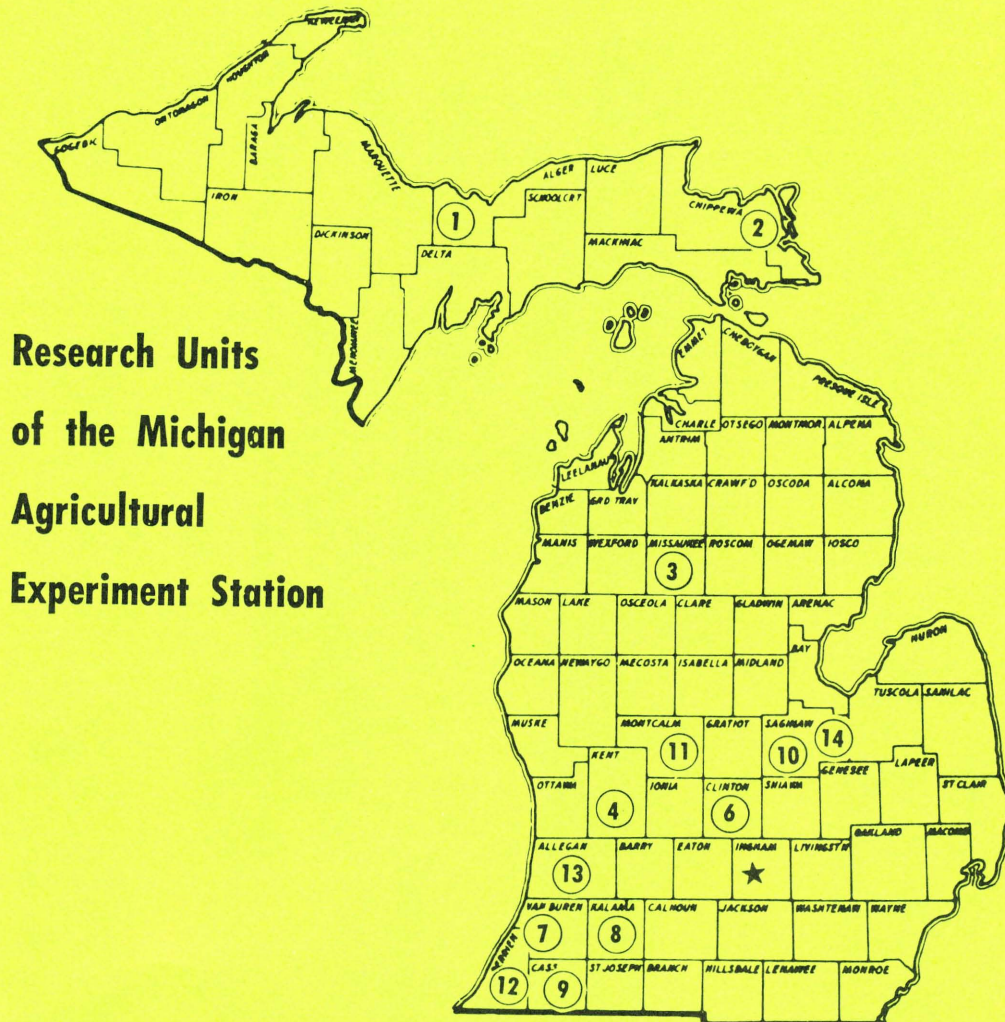 KEWEENAW
HOUGHTON
ONTONAGON
GOGEBIC
BARAGA
MARQUETTE
ALGER
LUCE
IRON
SCHOOLCRT
CHIPPEWA
1
2
DICKINSON
DELTA
MACKINAC
MENOMINEE
Research Units
of the Michigan
Agricultural
Experiment Station
EMMET
CHEBOYGAN
PRESQUE ISLE
CHARLE
OTSEGO
MONTMOR
ALPENA
ANTRIM
LEELANAU
KALKASKA
CRAWF'D
OSCODA
ALCONA
BENZIE
GRD TRAV
MANIS
WEXFORD
MISSAUKEE
ROSCOM
OGEMAW
IOSCO
3
MASON
LAKE
OSCEOLA
CLARE
GLADWIN
ARENAC
HURON
BAY
OCEANA
NEWAYGO
MECOSTA
ISABELLA
MIDLAND
TUSCOLA
SANILAC
MUSKE
MONTCALM
GRATIOT
SAGINAW
11
10
14
KENT
GENESEE
LAPEER
OTTAWA
IONIA
CLINTON
SHIAW
ST CLAIR
4
6
OAKLAND
MACOMB
ALLEGAN
BARRY
EATON
INGHAM
LIVINGST'N
13
VAN BUREN
KALAMA
CALHOUN
JACKSON
WASHTENAW
WAYNE
7
8
BERRIEN
CASS
ST JOSEPH
BRANCH
HILLSDALE
LENAWEE
MONROE
12
9